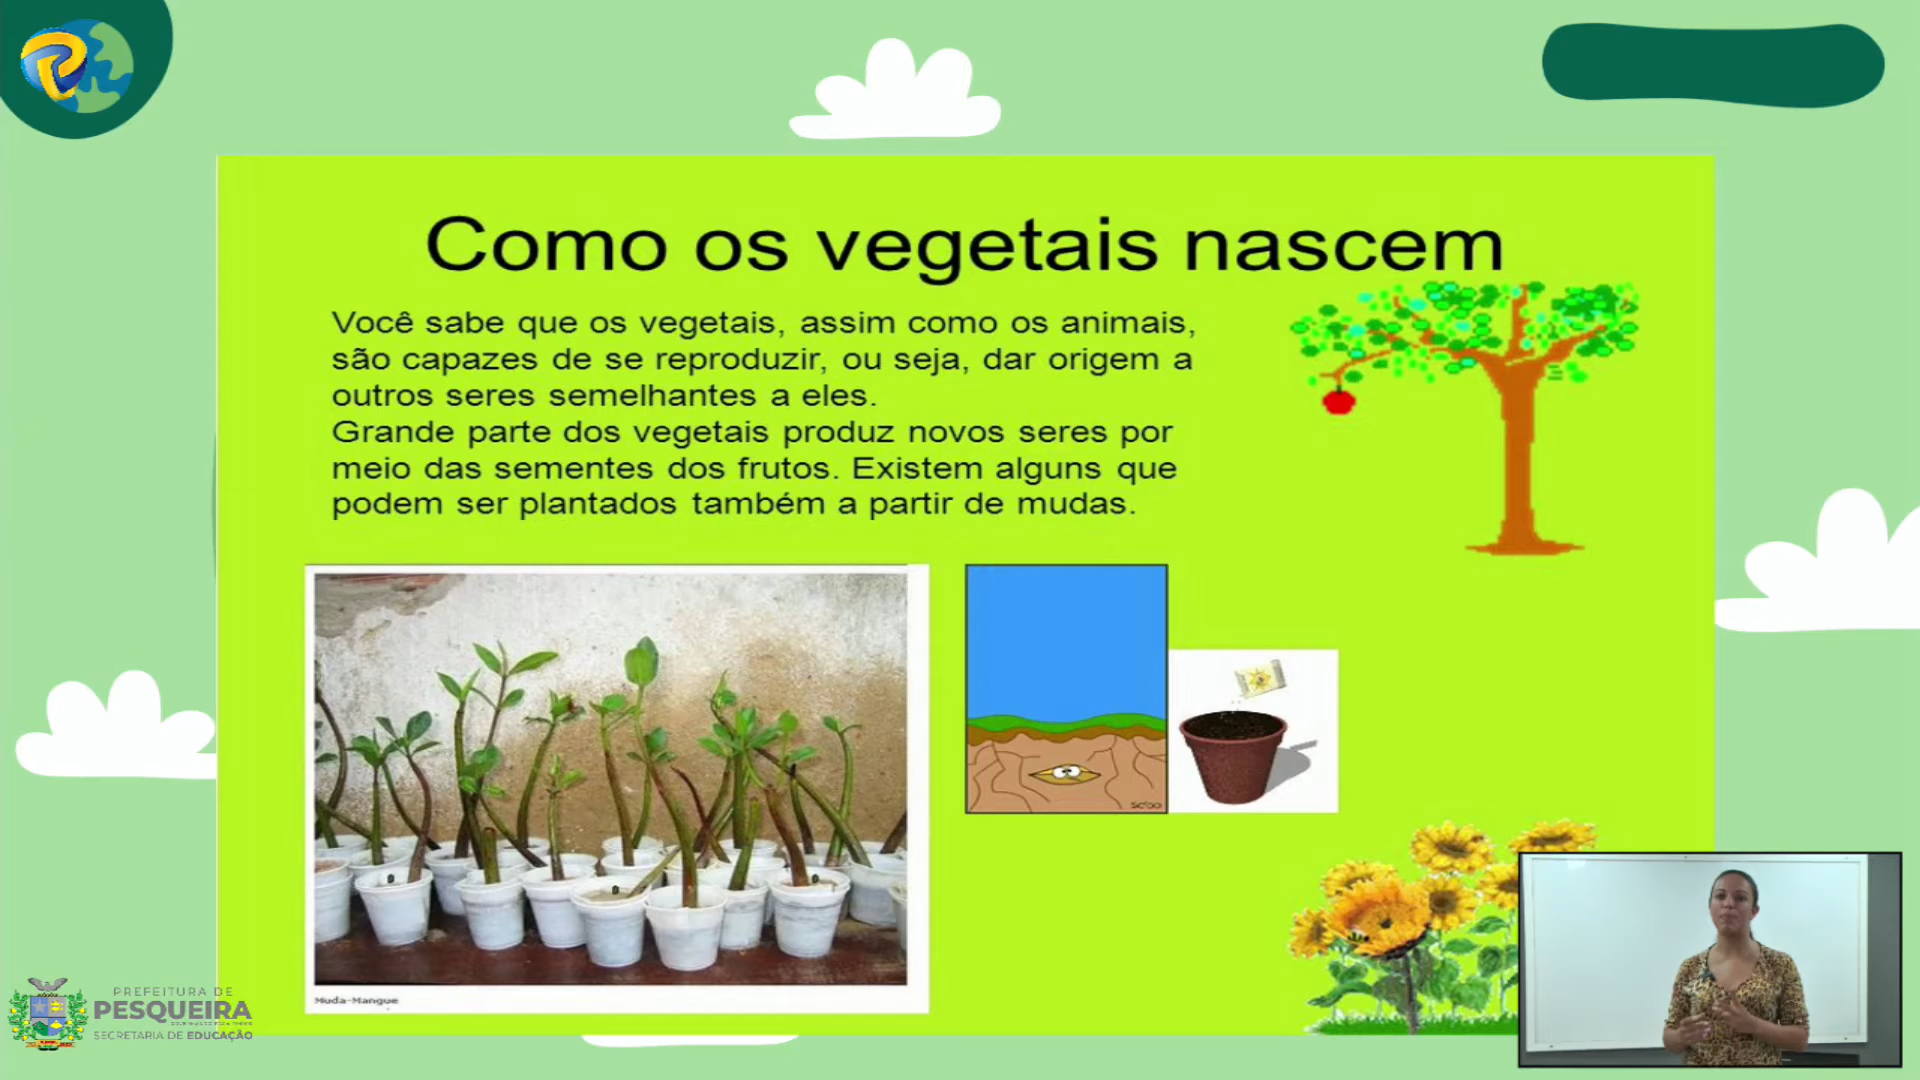 Como os vegetais nascem
Você sabe que os vegetais, assim como os animais,
são capazes de se reproduzir, ou seja, dar origem a
outros seres semelhantes a eles.
Grande parte dos vegetais produz novos seres por
meio das sementes dos frutos. Existem alguns que
podem ser plantados também a partir de mudas.
Muda-Mangue
PREFEITURA DE
PESQUEIRA
SECRETARIA DE EDUCAÇÃO